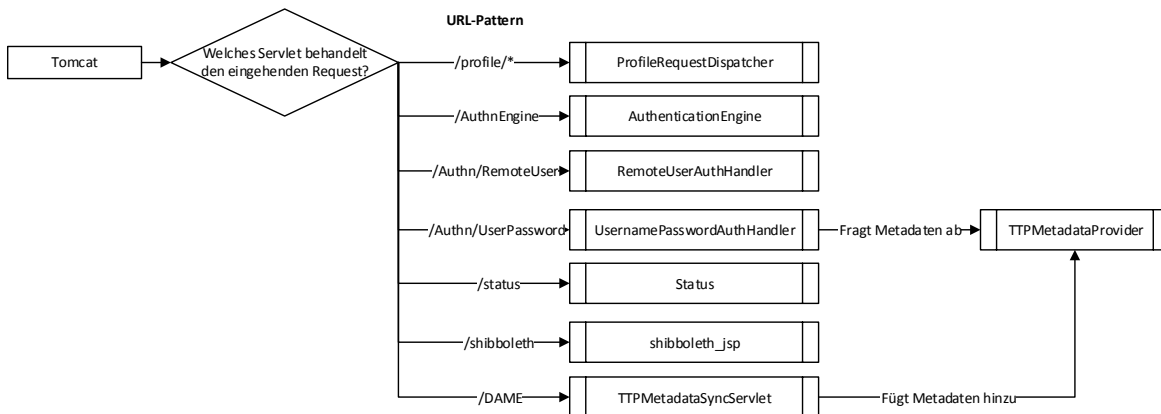 URL-Pattern
Tomcat
Welches Servlet behandelt
den eingehenden Request?
/profile/*
ProfileRequestDispatcher
/AuthnEngine
AuthenticationEngine
/Authn/RemoteUser
RemoteUserAuthHandler
/Authn/UserPassword
UsernamePasswordAuthHandler
Fragt Metadaten ab
TTPMetadataProvider
/status
Status
/shibboleth
shibboleth_jsp
/DAME
TTPMetadataSyncServlet
Fügt Metadaten hinzu